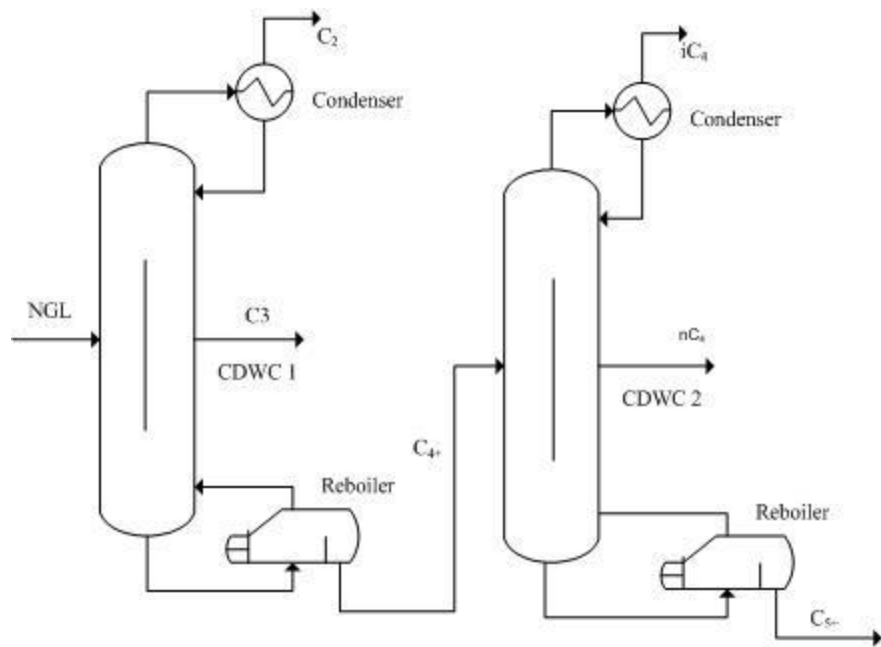 C₂
Condenser
iC₄
Condenser
NGL
C3
CDWC 1
nC₄
CDWC 2
C₄₊
Reboiler
Reboiler
C₅₊